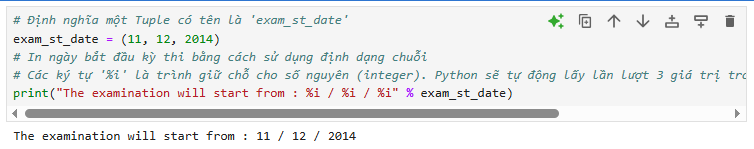 # Định nghĩa một Tuple có tên là 'exam_st_date'
exam_st_date = (11, 12, 2014)
# In ngày bắt đầu kỳ thi bằng cách sử dụng định dạng chuỗi
# Các ký tự '%i' là trình giữ chỗ cho số nguyên (integer). Python sẽ tự động lấy lần lượt 3 giá trị
print("The examination will start from : %i / %i / %i" % exam_st_date)
The examination will start from : 11 / 12 / 2014